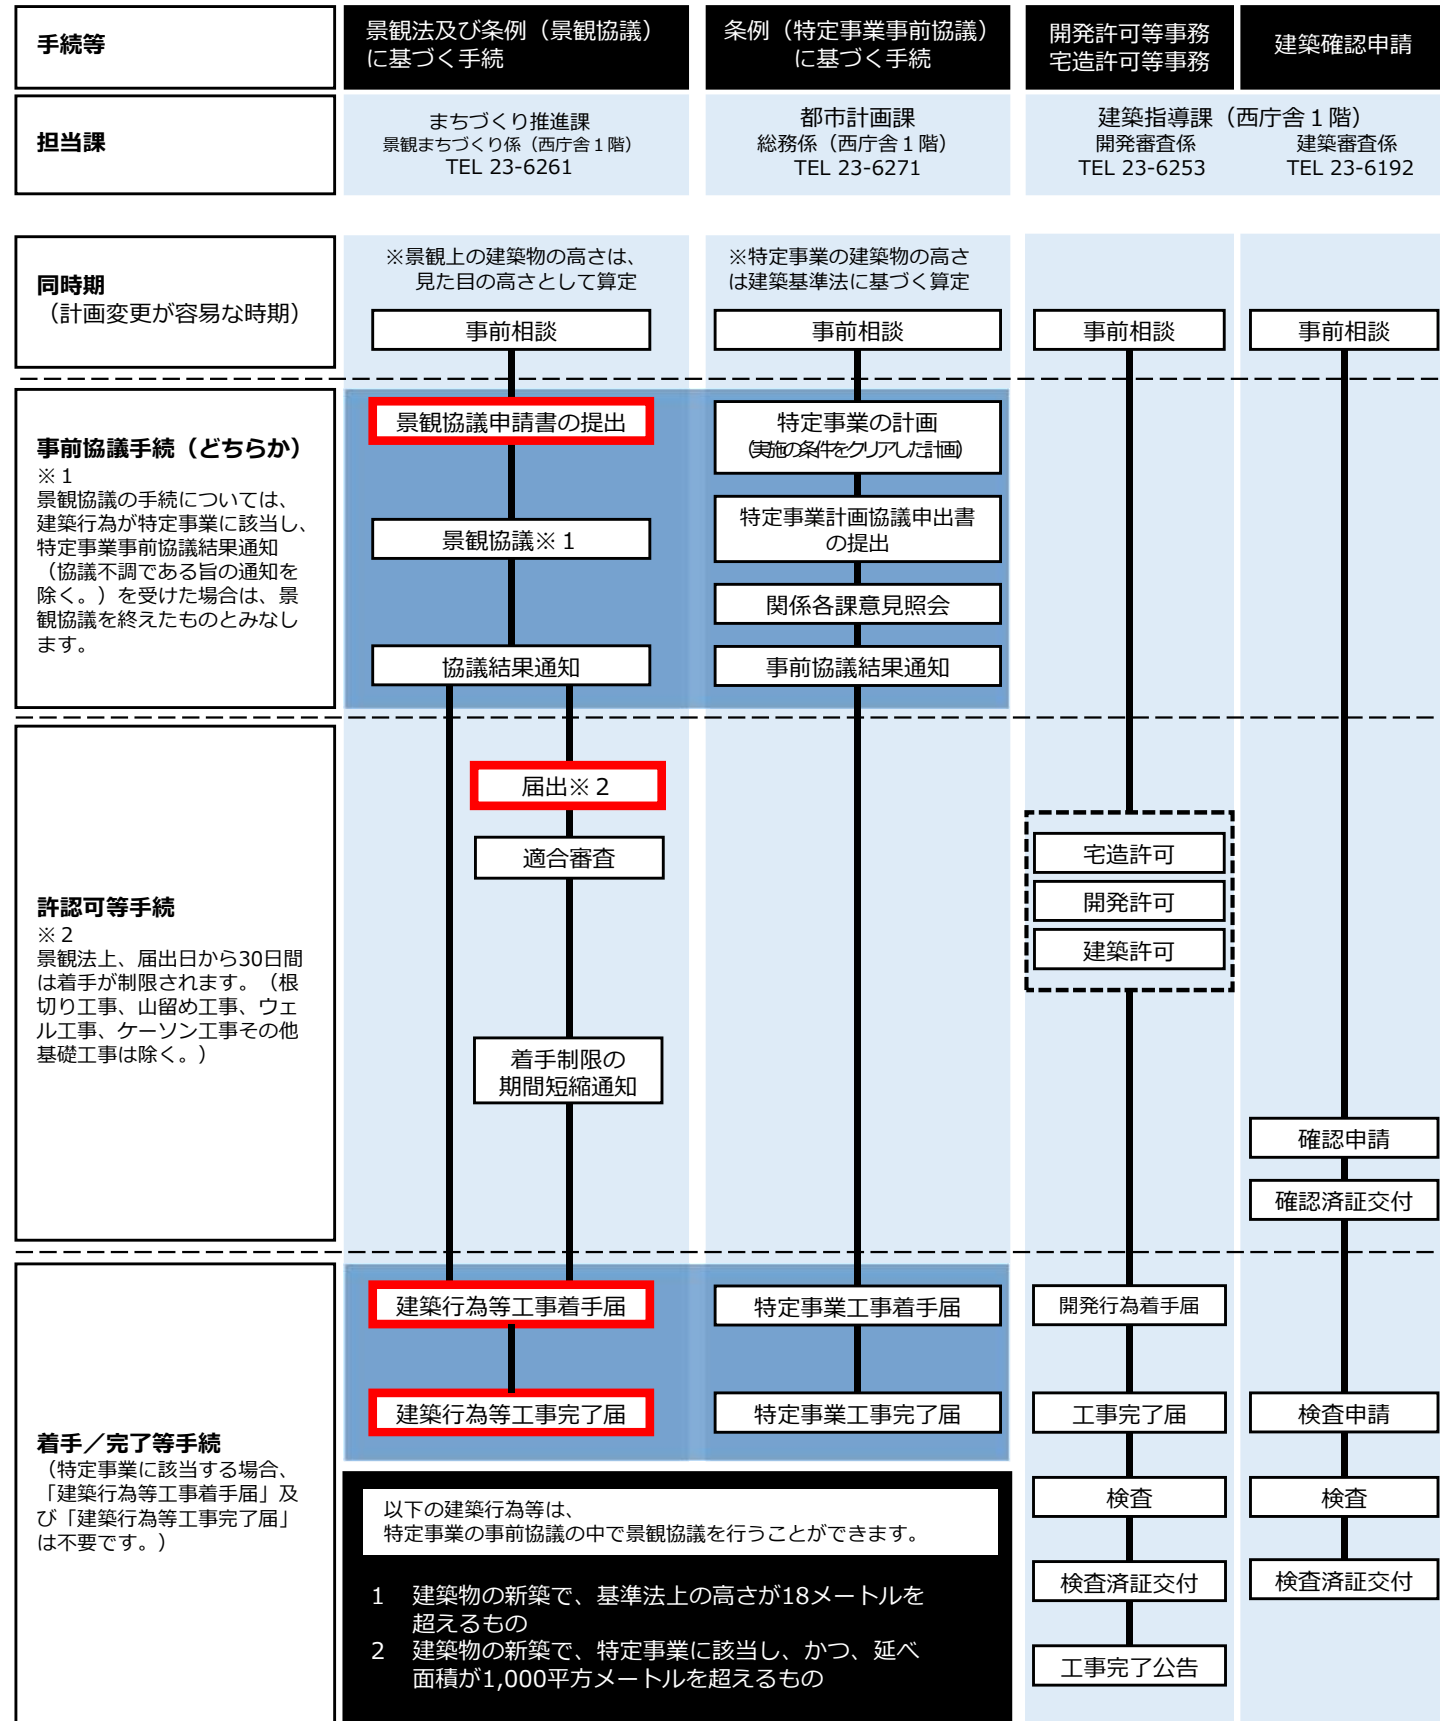 手続等
景観法及び条例（景観協議）
に基づく手続
条例（特定事業事前協議）
に基づく手続
開発許可等事務
宅造許可等事務
建築確認申請
担当課
まちづくり推進課
景観まちづくり係（西庁舎１階）
TEL 23-6261
都市計画課
総務係（西庁舎１階）
TEL 23-6271
建築指導課（西庁舎１階）
開発審査係
TEL 23-6253
建築審査係
TEL 23-6192
同時期
（計画変更が容易な時期）
※景観上の建築物の高さは、
見た目の高さとして算定
※特定事業の建築物の高さ
は建築基準法に基づく算定
事前相談
事前相談
事前相談
事前相談
事前協議手続（どちらか）
※１
景観協議の手続については、
建築行為が特定事業に該当し、
特定事業事前協議結果通知
（協議不調である旨の通知を
除く。）を受けた場合は、景
観協議を終えたものとみなし
ます。
景観協議申請書の提出
景観協議※１
協議結果通知
特定事業の計画
（実施の条件をクリアした計画）
特定事業計画協議申出書
の提出
関係各課意見照会
事前協議結果通知
許認可等手続
※２
景観法上、届出日から30日間
は着手が制限されます。（根
切り工事、山留め工事、ウェ
ル工事、ケーソン工事その他
基礎工事は除く。）
届出※２
適合審査
着手制限の
期間短縮通知
宅造許可
開発許可
建築許可
確認申請
確認済証交付
着手／完了等手続
（特定事業に該当する場合、
「建築行為等工事着手届」及
び「建築行為等工事完了届」
は不要です。）
建築行為等工事着手届
建築行為等工事完了届
特定事業工事着手届
特定事業工事完了届
開発行為着手届
工事完了届
検査
検査済証交付
工事完了公告
検査申請
検査
検査済証交付
以下の建築行為等は、
特定事業の事前協議の中で景観協議を行うことができます。
1 建築物の新築で、基準法上の高さが18メートルを
超えるもの
2 建築物の新築で、特定事業に該当し、かつ、延べ
面積が1,000平方メートルを超えるもの